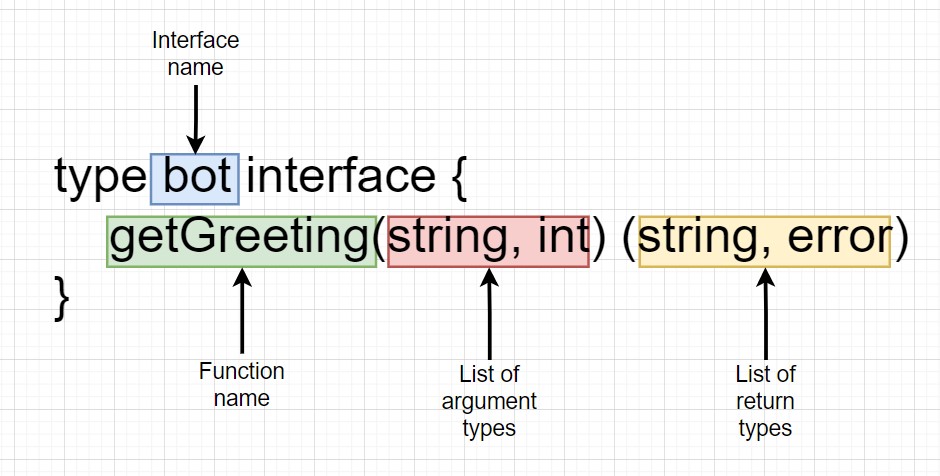 Interface
name
type bot interface {
getGreeting(string, int) (string, error)
}
Function
name
List of
argument
types
List of
return
types